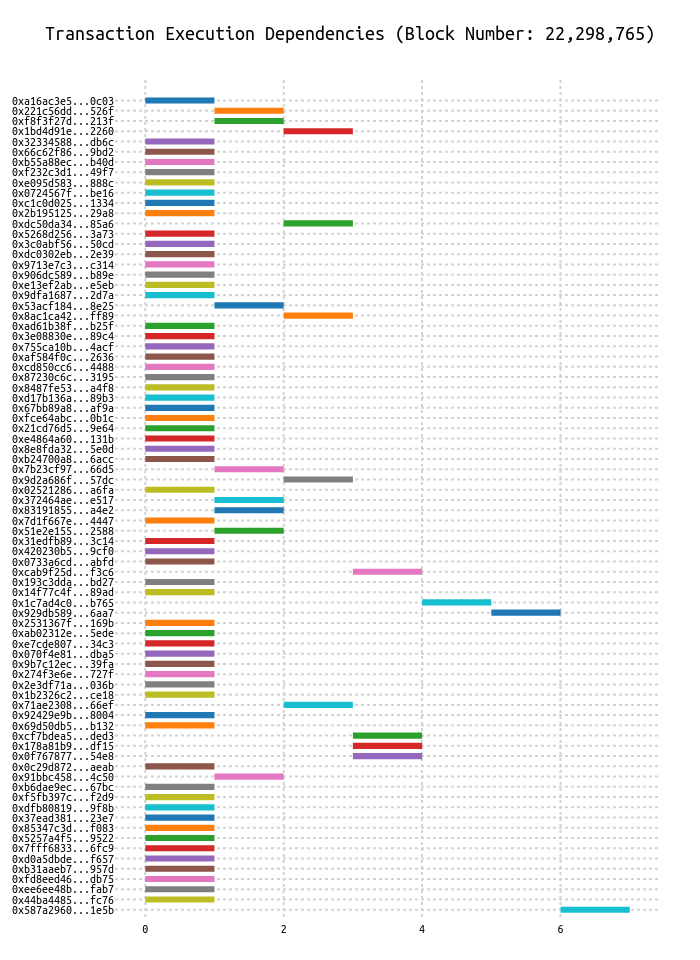 Transaction Execution Dependencies (Block Number: 22,298,765)
0xa16ac3e5...0c03
0x221c56dd...526f
0xf8f3f27d...213f
0x1bd4d91e...2260
0x32334588...db6c
0x66c62f86...9bd2
0xb55a88ec...b40d
0xf232c3d1...49f7
0xe095d583...888c
0x0724567f...be16
0xc1c0d025...1334
0x2b195125...29a8
0xdc50da34...85a6
0x5268d256...3a73
0x3c0abf56...50cd
0xdc0302eb...2e39
0x9713e7c3...c314
0x906dc589...b89e
0xe13ef2ab...e5eb
0x9dfa1687...2d7a
0x53acf184...8e25
0x8ac1ca42...ff89
0xad61b38f...b25f
0x3e08830e...89c4
0x755ca10b...4acf
0xaf584f0c...2636
0xcd850cc6...4488
0x87230c6c...3195
0x8487fe53...a4f8
0xd17b136a...89b3
0x67bb89a8...af9a
0xfce64abc...0b1c
0x21cd76d5...9e64
0xe4864a60...131b
0x8e8fda32...5e0d
0xb24700a8...6acc
0x7b23cf97...66d5
0x9d2a686f...57dc
0x02521286...a6fa
0x372464ae...e517
0x83191855...a4e2
0x7d1f667e...4447
0x51e2e155...2588
0x31edfb89...3c14
0x420230b5...9cf0
0x0733a6cd...abfd
0xcab9f25d...f3c6
0x193c3dda...bd27
0x14f77c4f...89ad
0x1c7ad4c0...b765
0x929db589...6aa7
0x2531367f...169b
0xab02312e...5ede
0xe7cde807...34c3
0x070f4e81...dba5
0x9b7c12ec...39fa
0x274f3e6e...727f
0x2e3df71a...036b
0x1b2326c2...ce18
0x71ae2308...66ef
0x92429e9b...8004
0x69d50db5...b132
0xcf7bdea5...ded3
0x178a81b9...df15
0x0f767877...54e8
0x0c29d872...aeab
0x91bbc458...4c50
0xb6dae9ec...67bc
0xf5fb397c...f2d9
0xdfb80819...9f8b
0x37ead381...23e7
0x85347c3d...f083
0x5257a4f5...9522
0x7fff6833...6fc9
0xd0a5dbde...f657
0xb31aaeb7...957d
0xfd8eed46...db75
0xee6ee48b...fab7
0x44ba4485...fc76
0x587a2960...1e5b
0 2 4 6